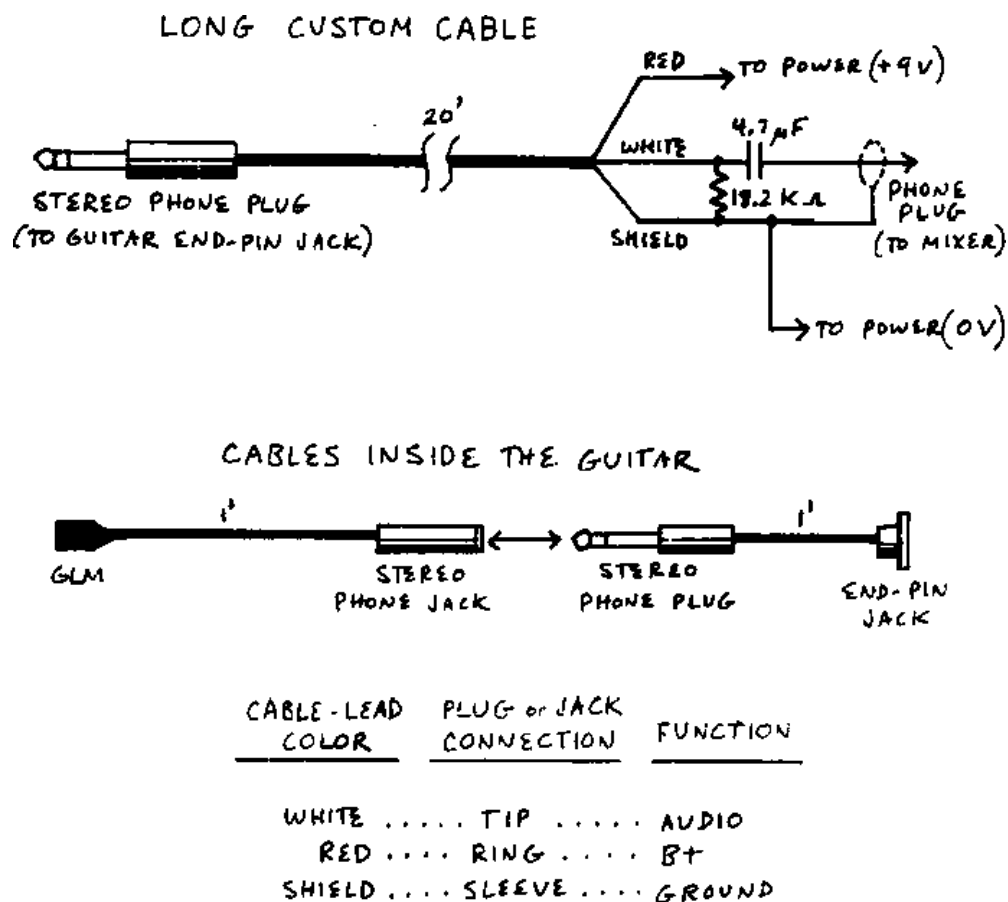 LONG CUSTOM CABLE
RED
TO POWER (+9V)
20'
4.7 µF
WHITE
18.2 K Ω
STEREO PHONE PLUG
(TO GUITAR END-PIN JACK)
SHIELD
PHONE
PLUG
(TO MIXER)
TO POWER (0V)
CABLES INSIDE THE GUITAR
1'
1'
GLM
STEREO
PHONE JACK
STEREO
PHONE PLUG
END-PIN
JACK
CABLE-LEAD
COLOR
PLUG or JACK
CONNECTION
FUNCTION
WHITE ..... TIP ..... AUDIO
RED .... RING .... B+
SHIELD .... SLEEVE .... GROUND